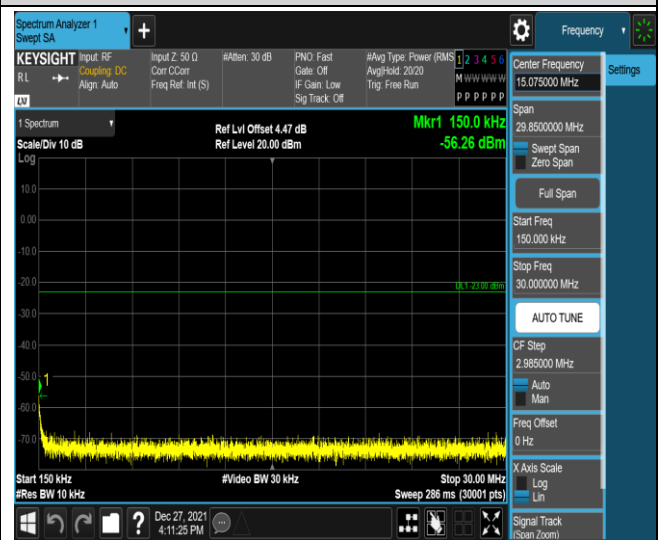 Spectrum Analyzer 1
Swept SA
+
Frequency
KEYSIGHT
RL
LXI
Input: RF
Coupling: DC
Align: Auto
Input Z: 50 Ω
Corr CCorr
Freq Ref: Int (S)
#Atten: 30 dB
PNO: Fast
Gate: Off
IF Gain: Low
Sig Track: Off
#Avg Type: Power (RMS
Avg|Hold: 20/20
Trig: Free Run
1 2 3 4 5 6
M W W W W W
P P P P P P
Center Frequency
15.075000 MHz
Settings
Span
29.8500000 MHz
Swept Span
Zero Span
Full Span
Start Freq
150.000 kHz
Stop Freq
30.000000 MHz
AUTO TUNE
CF Step
2.985000 MHz
Auto
Man
Freq Offset
0 Hz
X Axis Scale
Log
Lin
Signal Track
(Span Zoom)
1 Spectrum
Scale/Div 10 dB
Ref Lvl Offset 4.47 dB
Ref Level 20.00 dBm
Mkr1 150.0 kHz
-56.26 dBm
Log
10.0
0.00
-10.0
-20.0
DL1 -23.00 dBm
-30.0
-40.0
-50.0
1
-60.0
-70.0
Start 150 kHz
#Video BW 30 kHz
Stop 30.00 MHz
#Res BW 10 kHz
Sweep 286 ms (30001 pts)
?
Dec 27, 2021
4:11:25 PM